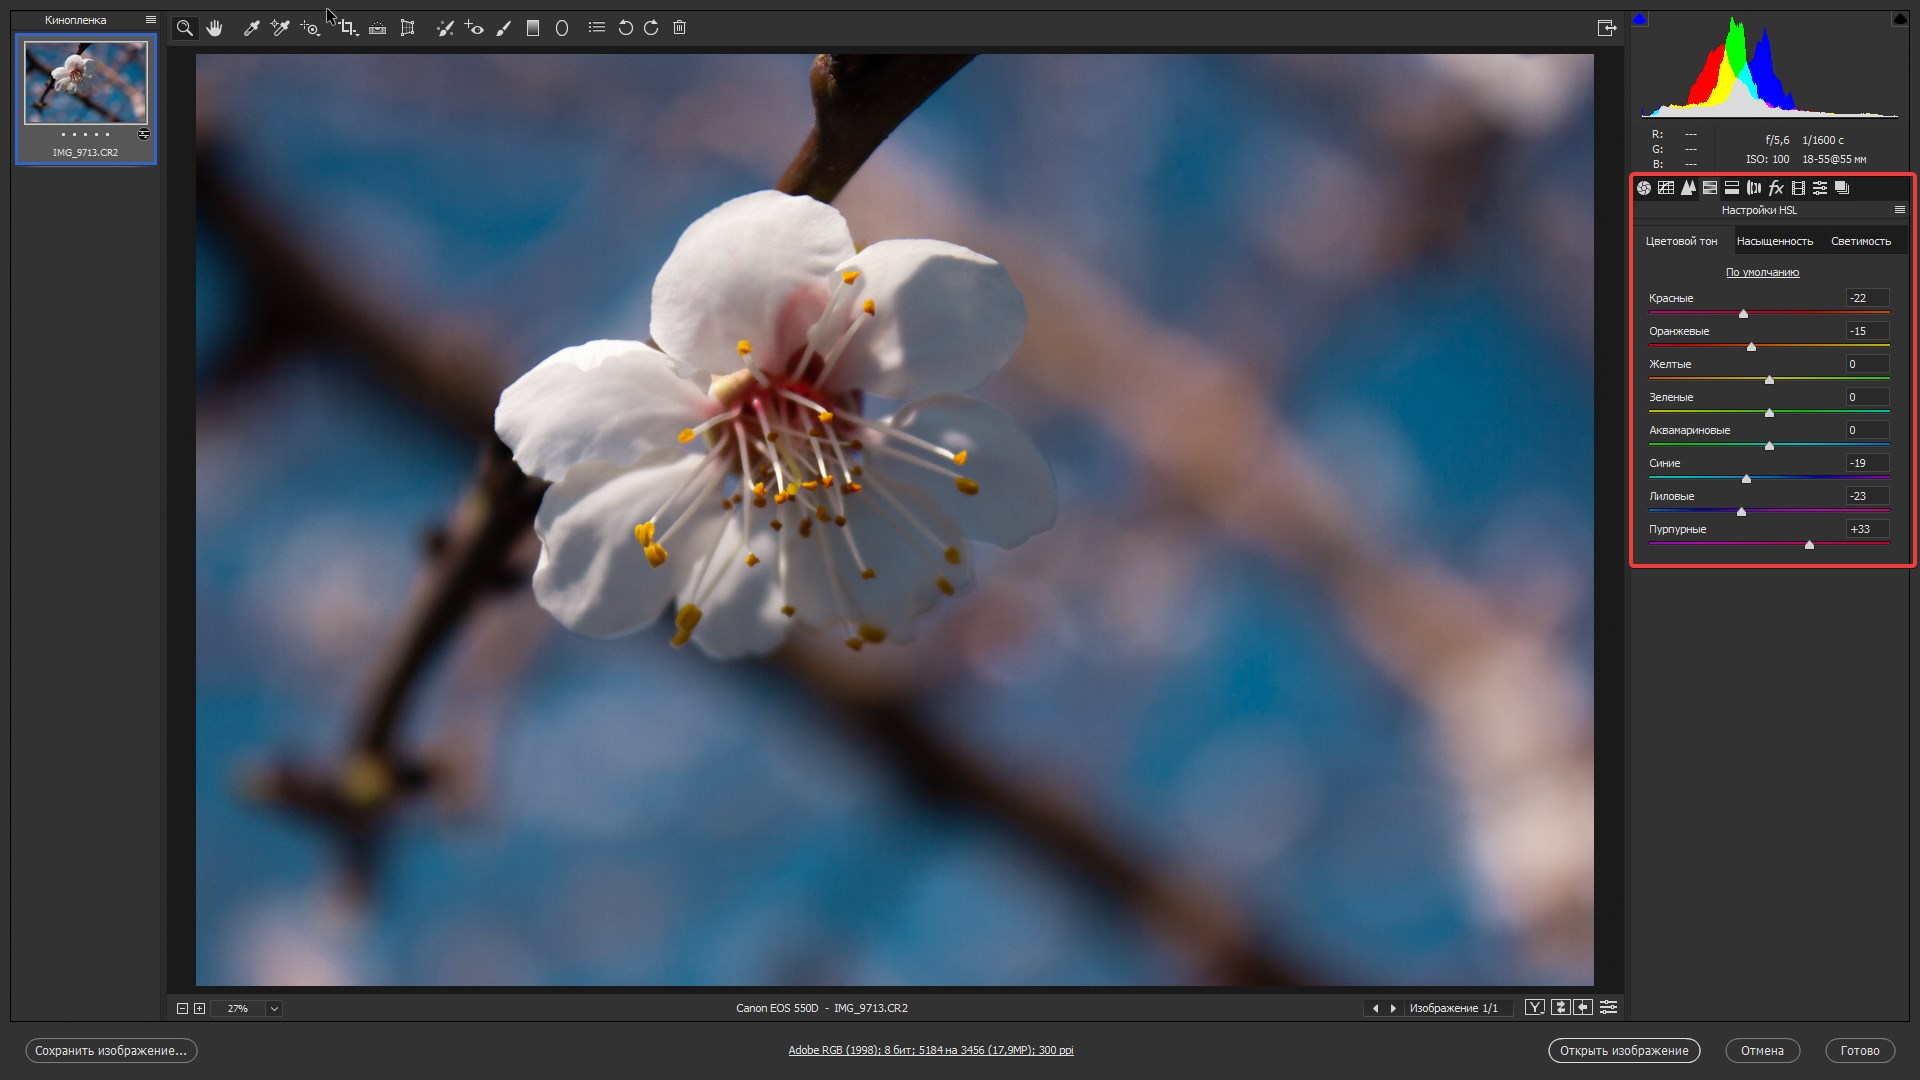 Кинопленка
IMG_9713.CR2
R: ---
G: ---
B: ---
f/5,6 1/1600 с
ISO: 100 18-55@55 мм
fx
Настройки HSL
Цветовой тон Насыщенность Светимость
По умолчанию
Красные -22
Оранжевые -15
Желтые 0
Зеленые 0
Аквамариновые 0
Синие -19
Лиловые -23
Пурпурные +33
27% Canon EOS 550D - IMG_9713.CR2 Изображение 1/1 Y
Сохранить изображение... Adobe RGB (1998); 8 бит; 5184 на 3456 (17,9MP); 300 ppi Открыть изображение Отмена Готово